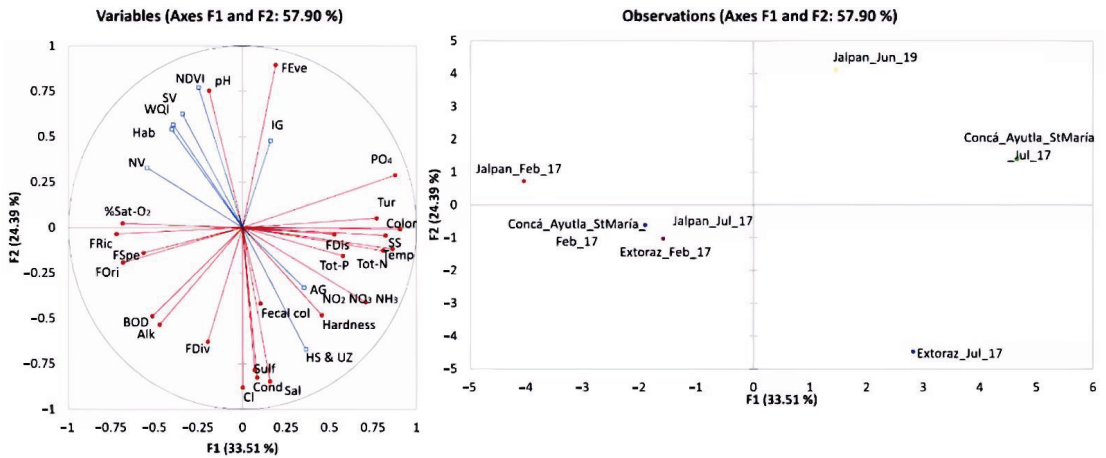 Variables (Axes F1 and F2: 57.90 %)
1
0.75
0.5
0.25
0
−0.25
−0.5
−0.75
−1
F2 (24.39 %)
NDVI
pH
FEve
SV
WQI
Hab
IG
NV
PO₄
%Sat-O₂
Tur
Color
FRic
FDis
SS
FSpe
Temp
FOri
Tot-P
Tot-N
AG
NO₂ NO₃ NH₃
Fecal col
Hardness
BOD
Alk
FDiv
HS & UZ
Sulf
Cond
Sal
Cl
−1
−0.75
−0.5
−0.25
0
0.25
0.5
0.75
1
F1 (33.51 %)
Observations (Axes F1 and F2: 57.90 %)
5
4
3
2
1
0
−1
−2
−3
−4
−5
F2 (24.39 %)
Jalpan_Jun_19
Concá_Ayutla_StMaría
_Jul_17
Jalpan_Feb_17
Concá_Ayutla_StMaría_
Feb_17
Jalpan_Jul_17
Extoraz_Feb_17
Extoraz_Jul_17
−5
−4
−3
−2
−1
0
1
2
3
4
5
6
F1 (33.51 %)